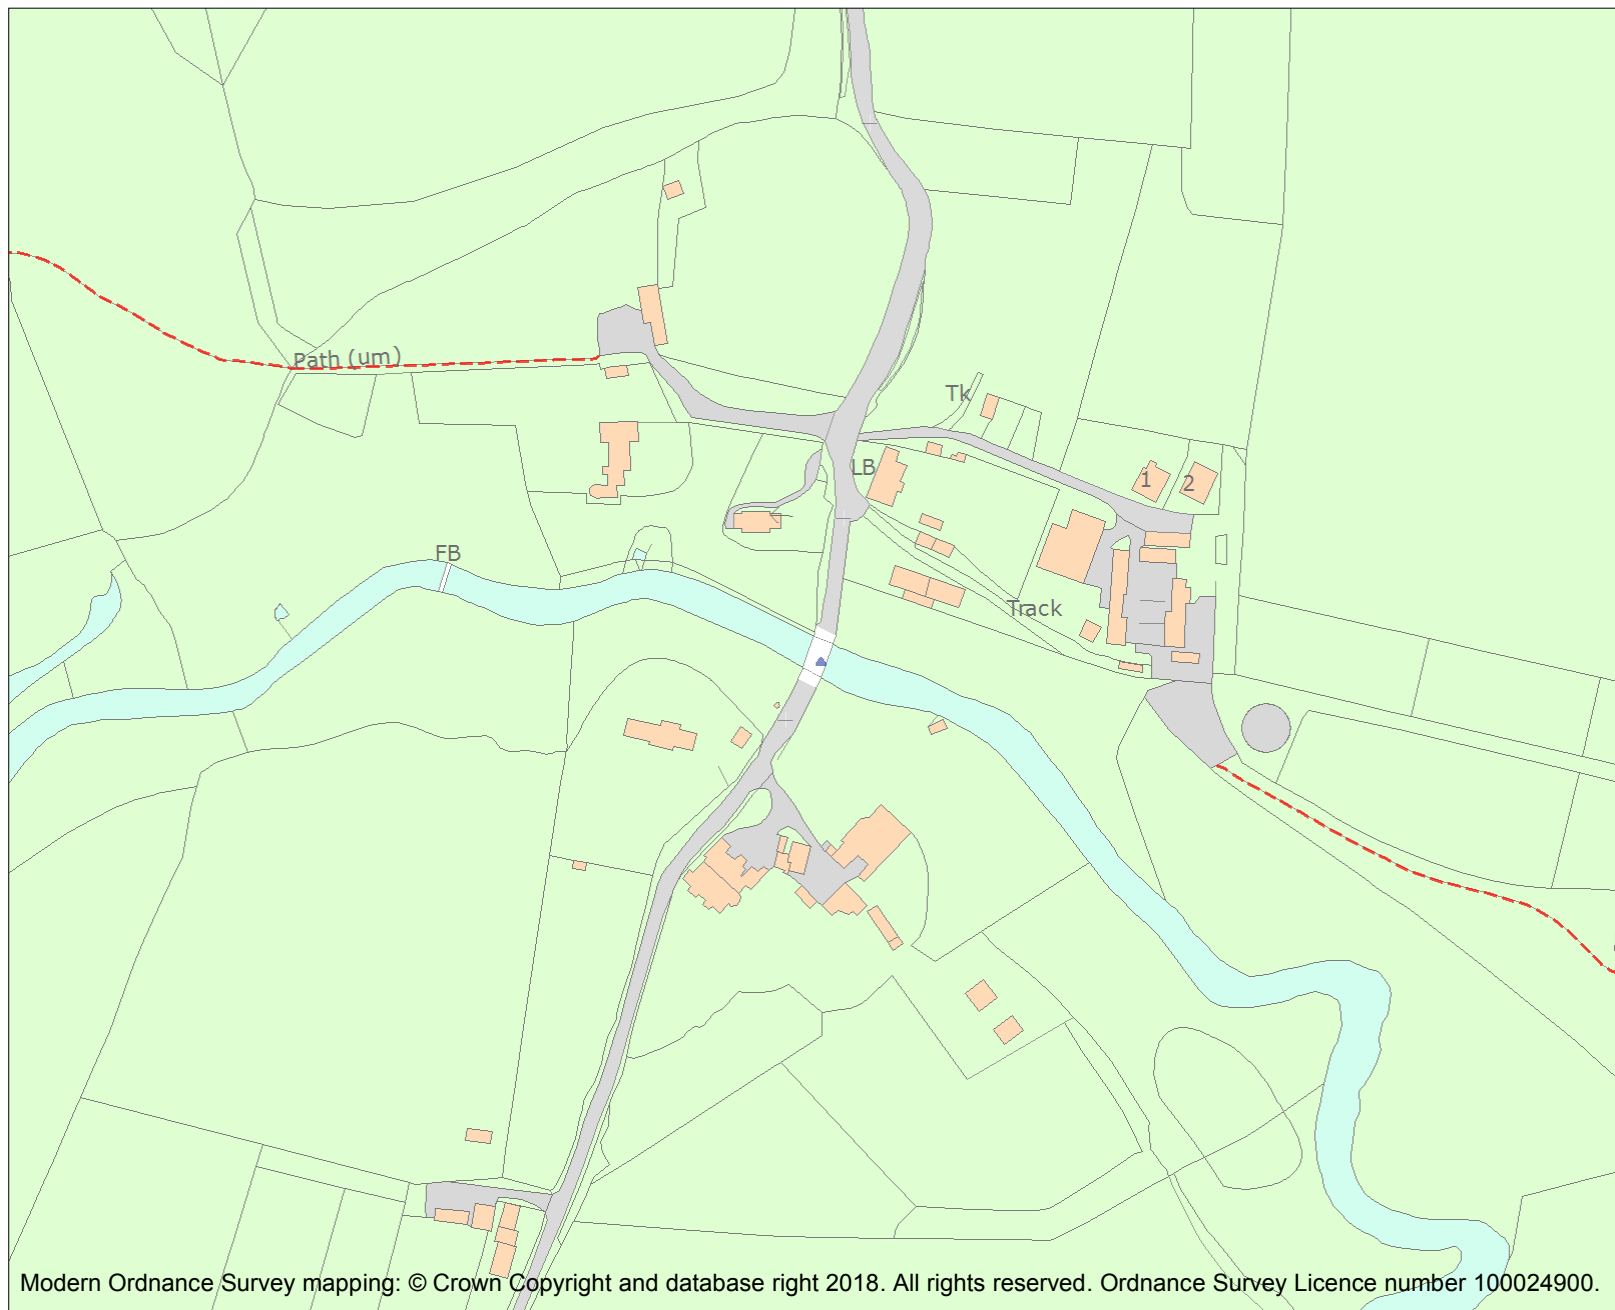 Path (um)
Tk
LB
1
2
FB
Track
Modern Ordnance Survey mapping: © Crown Copyright and database right 2018. All rights reserved. Ordnance Survey Licence number 100024900.